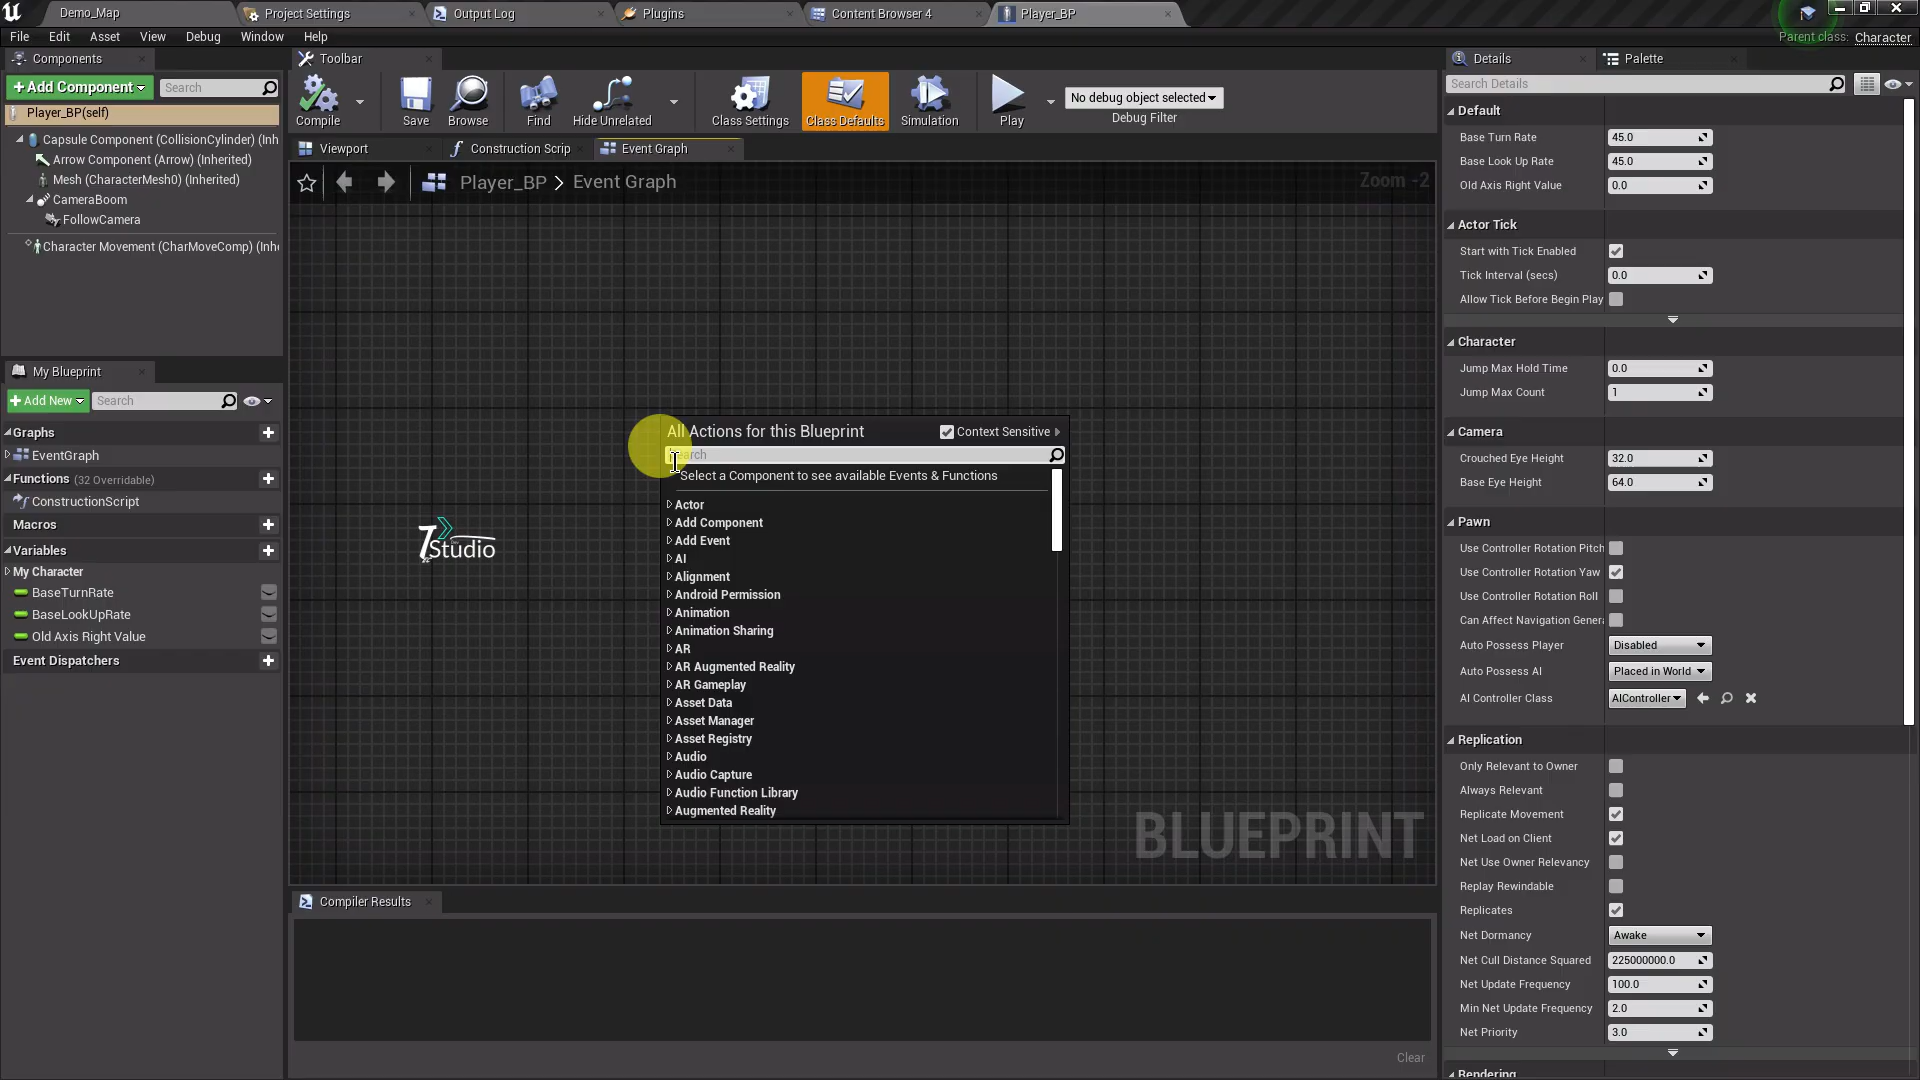 Demo_Map
Project Settings
Output Log
Plugins
Content Browser 4
Player_BP
File
Edit
Asset
View
Debug
Window
Help
Parent class: Character
Components
+Add Component
Search
Player_BP(self)
Capsule Component (CollisionCylinder) (Inh
Arrow Component (Arrow) (Inherited)
Mesh (CharacterMesh0) (Inherited)
CameraBoom
FollowCamera
Character Movement (CharMoveComp) (Inhe
My Blueprint
+Add New
Search
Graphs
EventGraph
Functions (32 Overridable)
ConstructionScript
Macros
Variables
My Character
BaseTurnRate
BaseLookUpRate
Old Axis Right Value
Event Dispatchers
Toolbar
Compile
Save
Browse
Find
Hide Unrelated
Class Settings
Class Defaults
Simulation
Play
No debug object selected
Debug Filter
Viewport
Construction Scrip
Event Graph
Player_BP > Event Graph
Zoom -2
Studio
All Actions for this Blueprint
Context Sensitive
Search
Select a Component to see available Events & Functions
Actor
Add Component
Add Event
AI
Alignment
Android Permission
Animation
Animation Sharing
AR
AR Augmented Reality
AR Gameplay
Asset Data
Asset Manager
Asset Registry
Audio
Audio Capture
Audio Function Library
Augmented Reality
BLUEPRINT
Compiler Results
Clear
Details
Palette
Search Details
Default
Base Turn Rate 45.0
Base Look Up Rate 45.0
Old Axis Right Value 0.0
Actor Tick
Start with Tick Enabled
Tick Interval (secs) 0.0
Allow Tick Before Begin Play
Character
Jump Max Hold Time 0.0
Jump Max Count 1
Camera
Crouched Eye Height 32.0
Base Eye Height 64.0
Pawn
Use Controller Rotation Pitch
Use Controller Rotation Yaw
Use Controller Rotation Roll
Can Affect Navigation Genera
Auto Possess Player Disabled
Auto Possess AI Placed in World
AI Controller Class AIController
Replication
Only Relevant to Owner
Always Relevant
Replicate Movement
Net Load on Client
Net Use Owner Relevancy
Replay Rewindable
Replicates
Net Dormancy Awake
Net Cull Distance Squared 225000000.0
Net Update Frequency 100.0
Min Net Update Frequency 2.0
Net Priority 3.0
Rendering